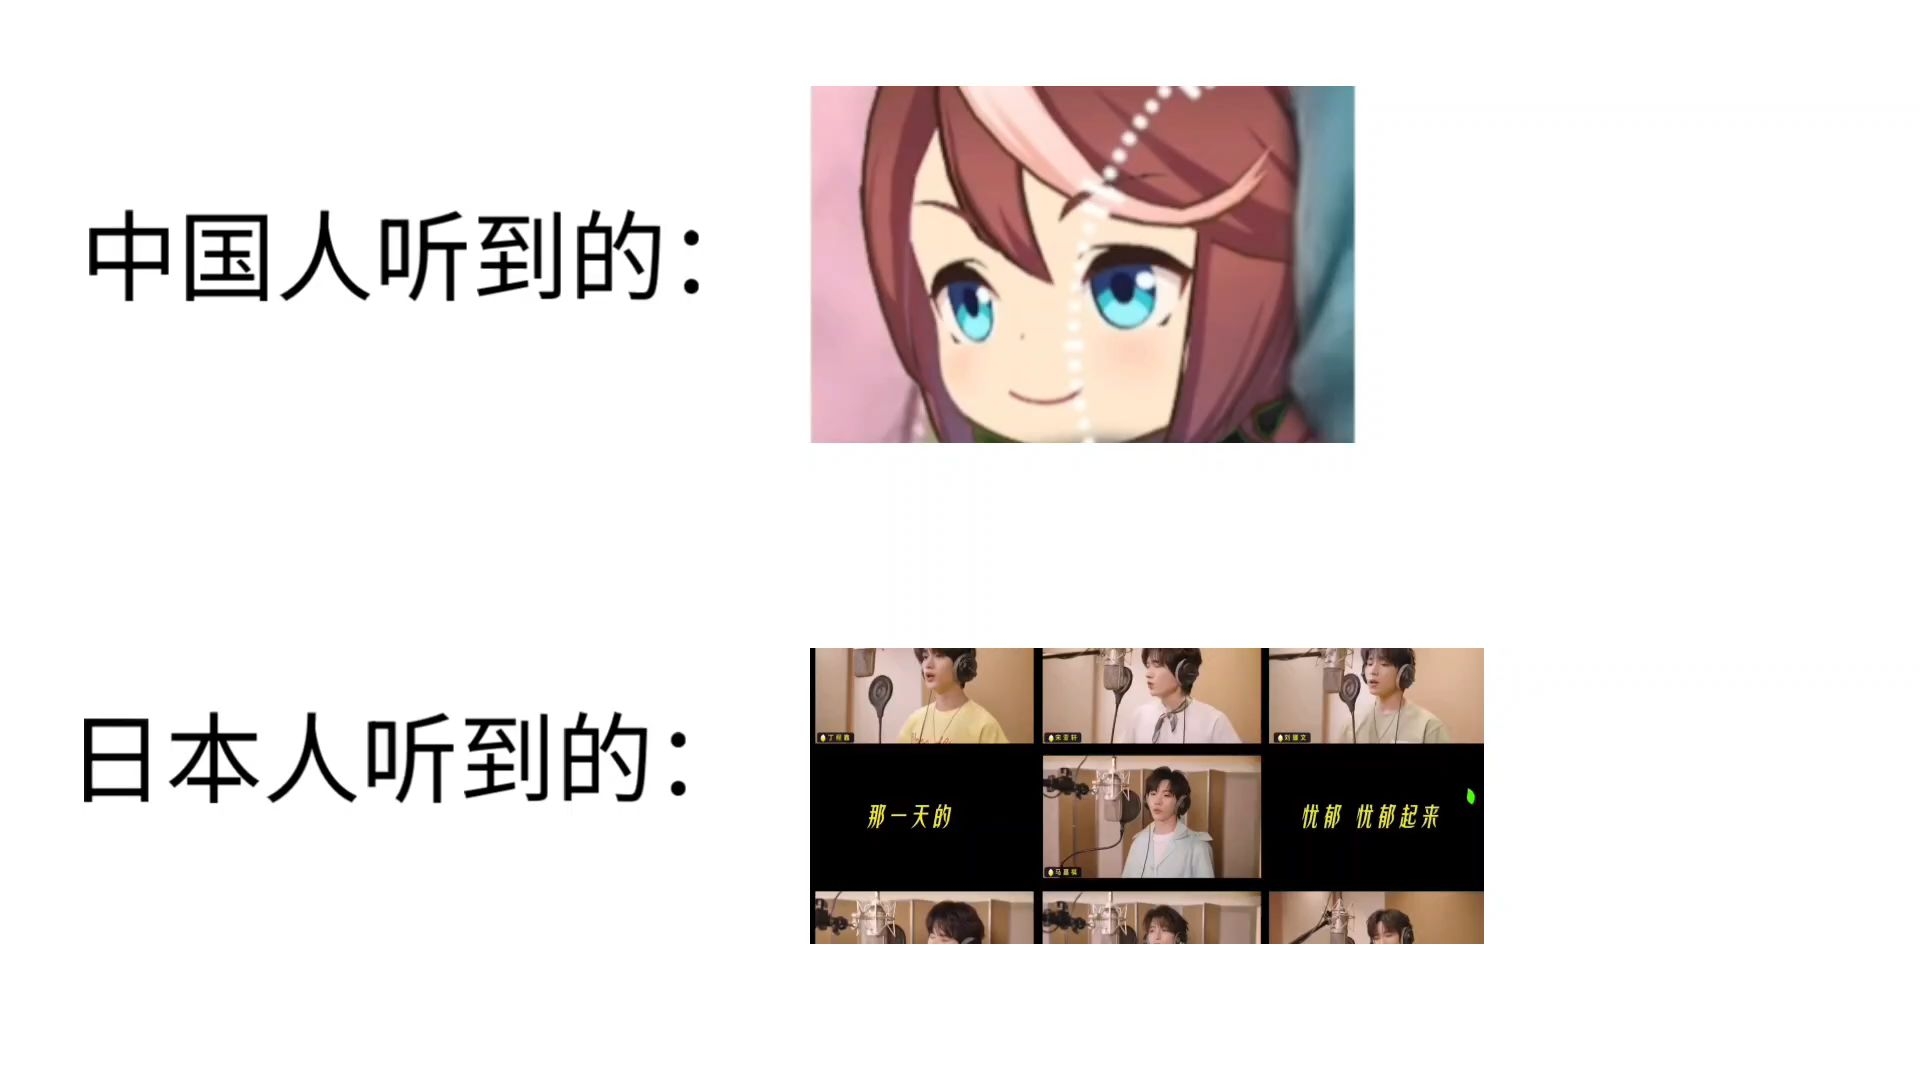 中国人听到的：
日本人听到的：
丁程鑫
宋亚轩
刘耀文
那一天的
忧郁 忧郁起来
马嘉祺